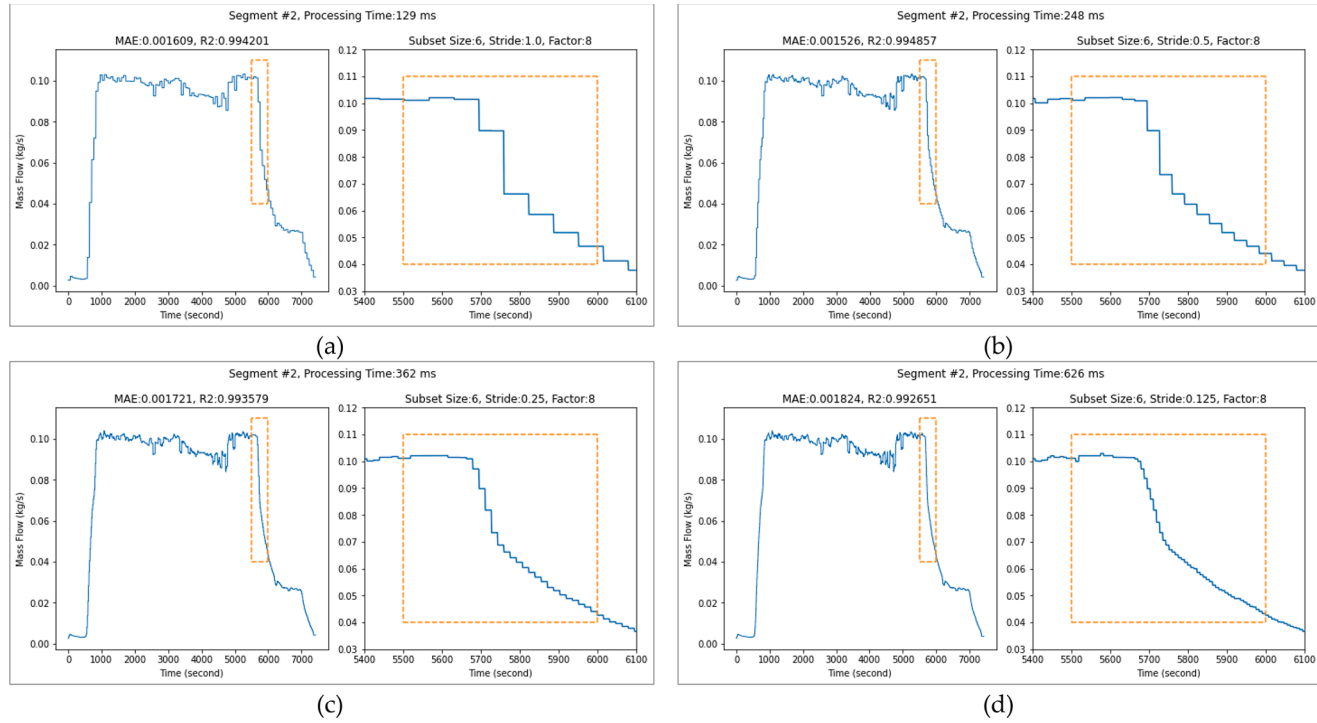 Segment #2, Processing Time:129 ms
MAE:0.001609, R2:0.994201
Subset Size:6, Stride:1.0, Factor:8
Mass Flow (kg/s)
0.10
0.08
0.06
0.04
0.02
0.00
0 1000 2000 3000 4000 5000 6000 7000
Time (second)
0.12
0.11
0.10
0.09
0.08
0.07
0.06
0.05
0.04
0.03
5400 5500 5600 5700 5800 5900 6000 6100
Time (second)
(a)
Segment #2, Processing Time:248 ms
MAE:0.001526, R2:0.994857
Subset Size:6, Stride:0.5, Factor:8
Mass Flow (kg/s)
0.10
0.08
0.06
0.04
0.02
0.00
0 1000 2000 3000 4000 5000 6000 7000
Time (second)
0.12
0.11
0.10
0.09
0.08
0.07
0.06
0.05
0.04
0.03
5400 5500 5600 5700 5800 5900 6000 6100
Time (second)
(b)
Segment #2, Processing Time:362 ms
MAE:0.001721, R2:0.993579
Subset Size:6, Stride:0.25, Factor:8
Mass Flow (kg/s)
0.10
0.08
0.06
0.04
0.02
0.00
0 1000 2000 3000 4000 5000 6000 7000
Time (second)
0.12
0.11
0.10
0.09
0.08
0.07
0.06
0.05
0.04
0.03
5400 5500 5600 5700 5800 5900 6000 6100
Time (second)
(c)
Segment #2, Processing Time:626 ms
MAE:0.001824, R2:0.992651
Subset Size:6, Stride:0.125, Factor:8
Mass Flow (kg/s)
0.10
0.08
0.06
0.04
0.02
0.00
0 1000 2000 3000 4000 5000 6000 7000
Time (second)
0.12
0.11
0.10
0.09
0.08
0.07
0.06
0.05
0.04
0.03
5400 5500 5600 5700 5800 5900 6000 6100
Time (second)
(d)